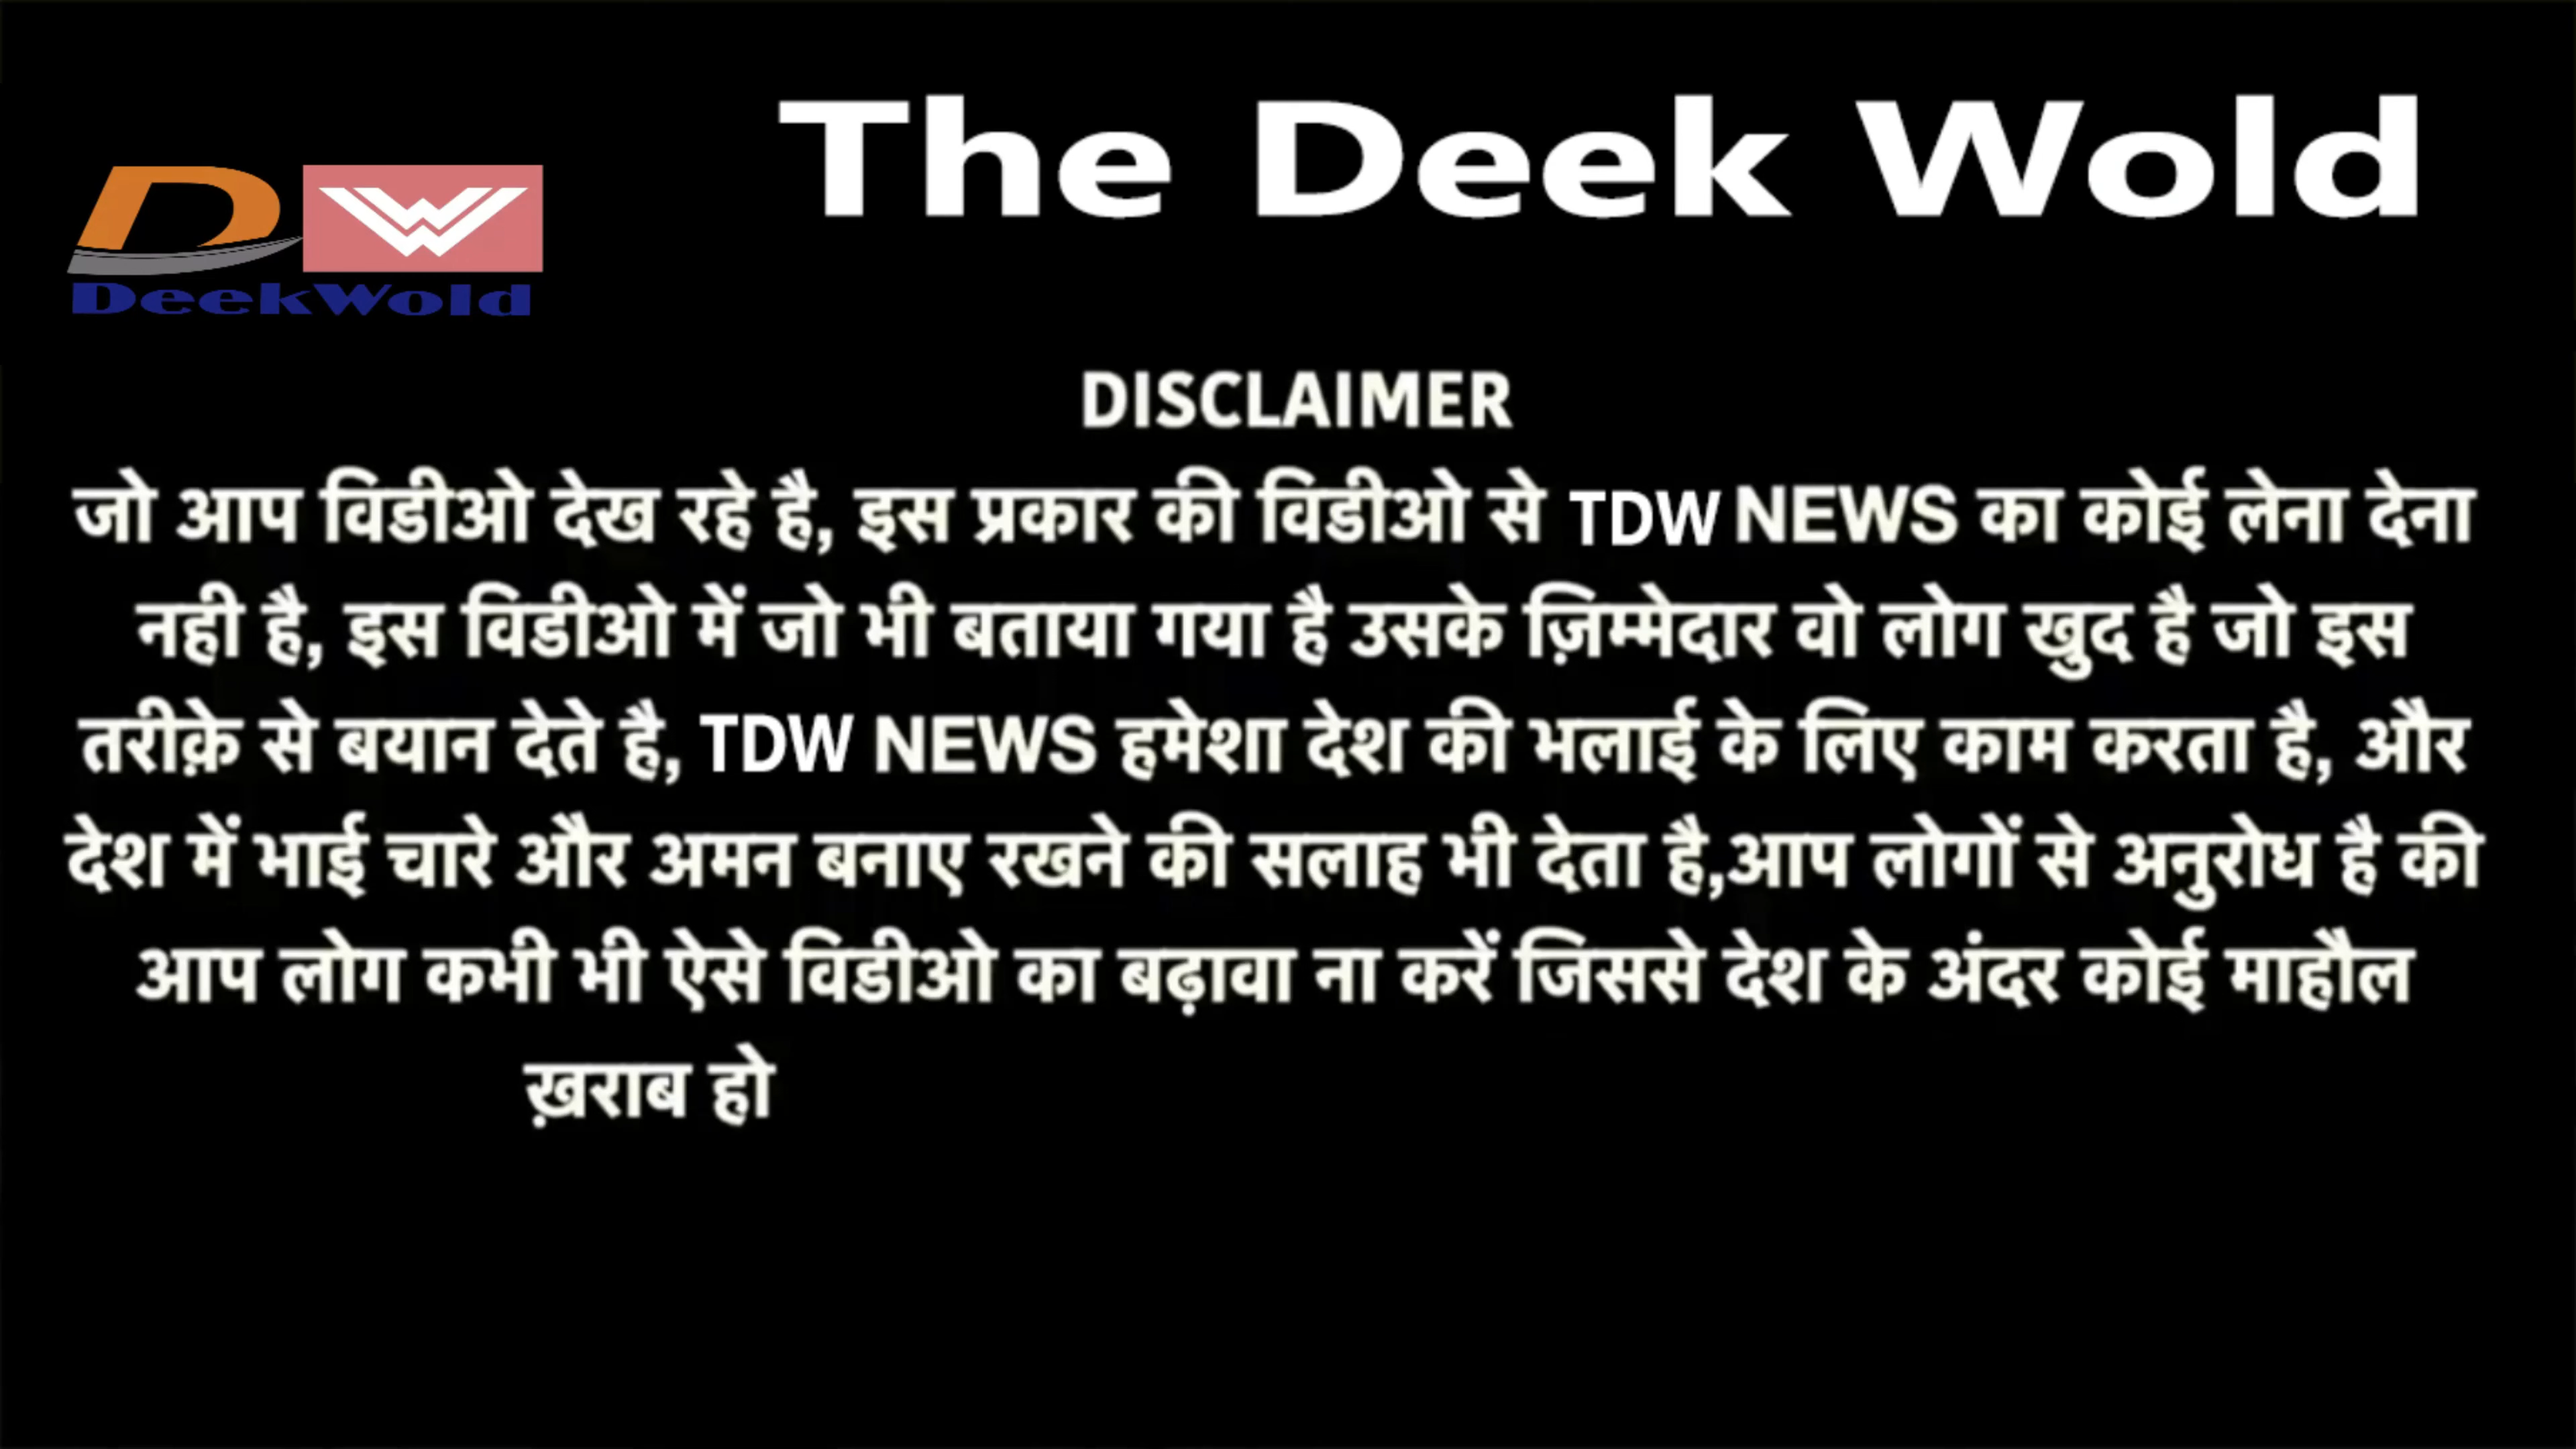 The Deek Wold
DW
DeekWold
DISCLAIMER
जो आप विडीओ देख रहे है, इस प्रकार की विडीओ से TDW NEWS का कोई लेना देना
नही है, इस विडीओ में जो भी बताया गया है उसके ज़िम्मेदार वो लोग खुद है जो इस
तरीक़े से बयान देते है, TDW NEWS हमेशा देश की भलाई के लिए काम करता है, और
देश में भाई चारे और अमन बनाए रखने की सलाह भी देता है,आप लोगों से अनुरोध है की
आप लोग कभी भी ऐसे विडीओ का बढ़ावा ना करें जिससे देश के अंदर कोई माहौल
ख़राब हो